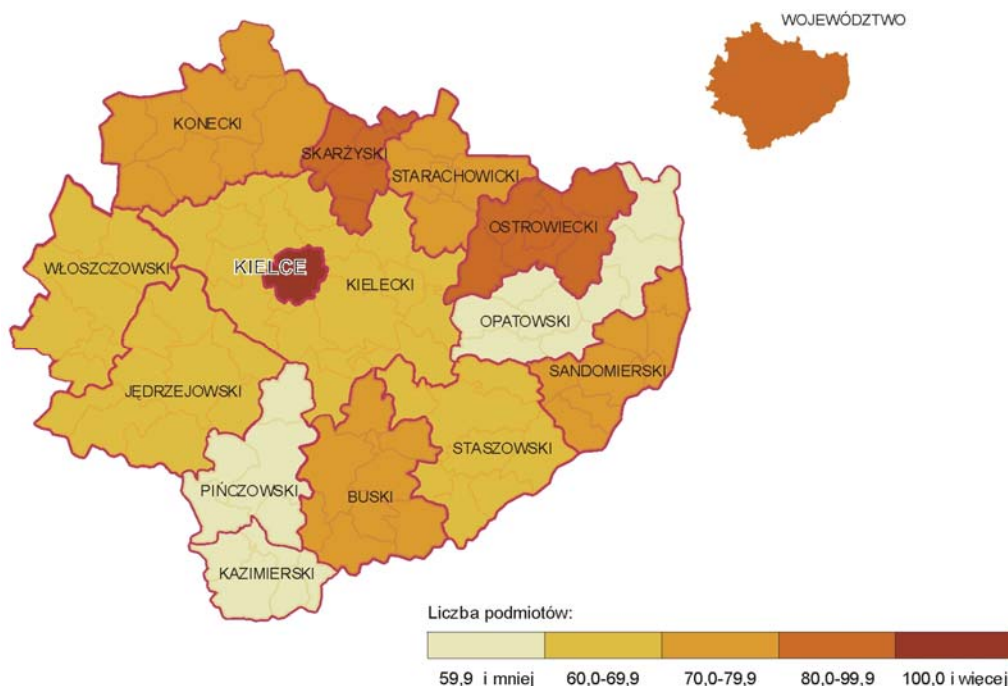 WOJEWÓDZTWO
KONECKI
SKARŻYSKI
STARACHOWICKI
OSTROWIECKI
WŁOSZCZOWSKI
KIELCE
KIELECKI
OPATOWSKI
SANDOMIERSKI
JĘDRZEJOWSKI
STASZOWSKI
PIŃCZOWSKI
BUSKI
KAZIMIERSKI
Liczba podmiotów:
59,9 i mniej 60,0-69,9 70,0-79,9 80,0-99,9 100,0 i więcej